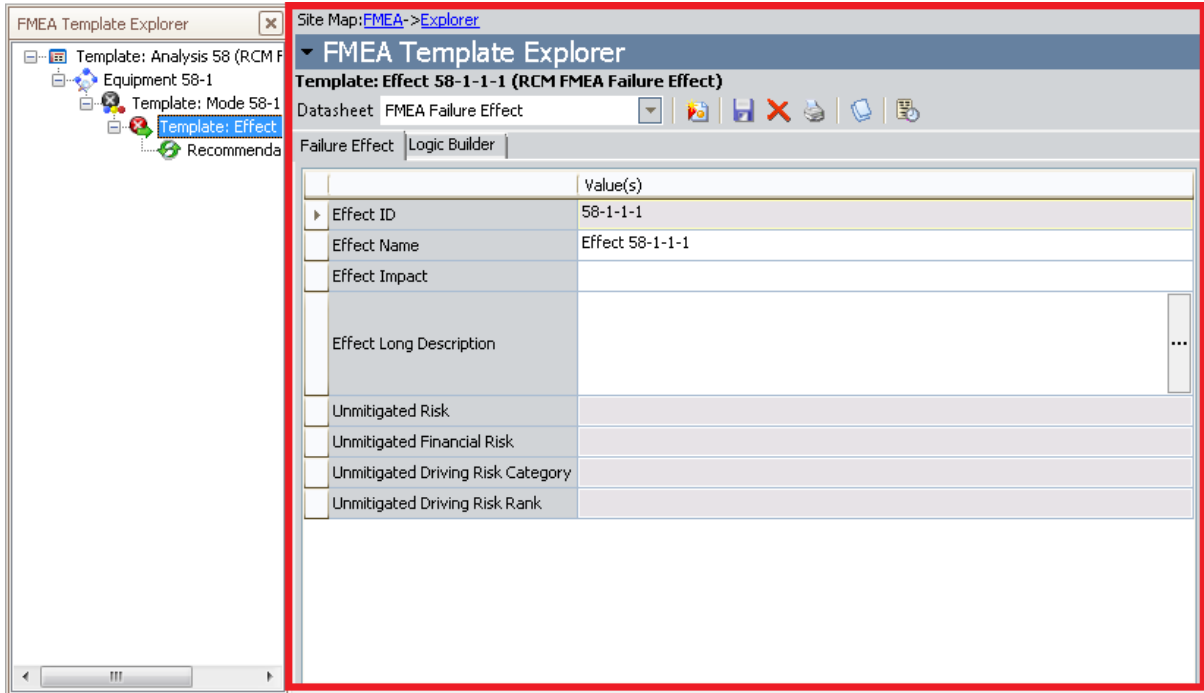 FMEA Template Explorer
Template: Analysis 58 (RCM F
Equipment 58-1
Template: Mode 58-1
Template: Effect
Recommenda
Site Map:FMEA->Explorer
FMEA Template Explorer
Template: Effect 58-1-1-1 (RCM FMEA Failure Effect)
Datasheet FMEA Failure Effect
Failure Effect Logic Builder
Value(s)
Effect ID 58-1-1-1
Effect Name Effect 58-1-1-1
Effect Impact
Effect Long Description ...
Unmitigated Risk
Unmitigated Financial Risk
Unmitigated Driving Risk Category
Unmitigated Driving Risk Rank